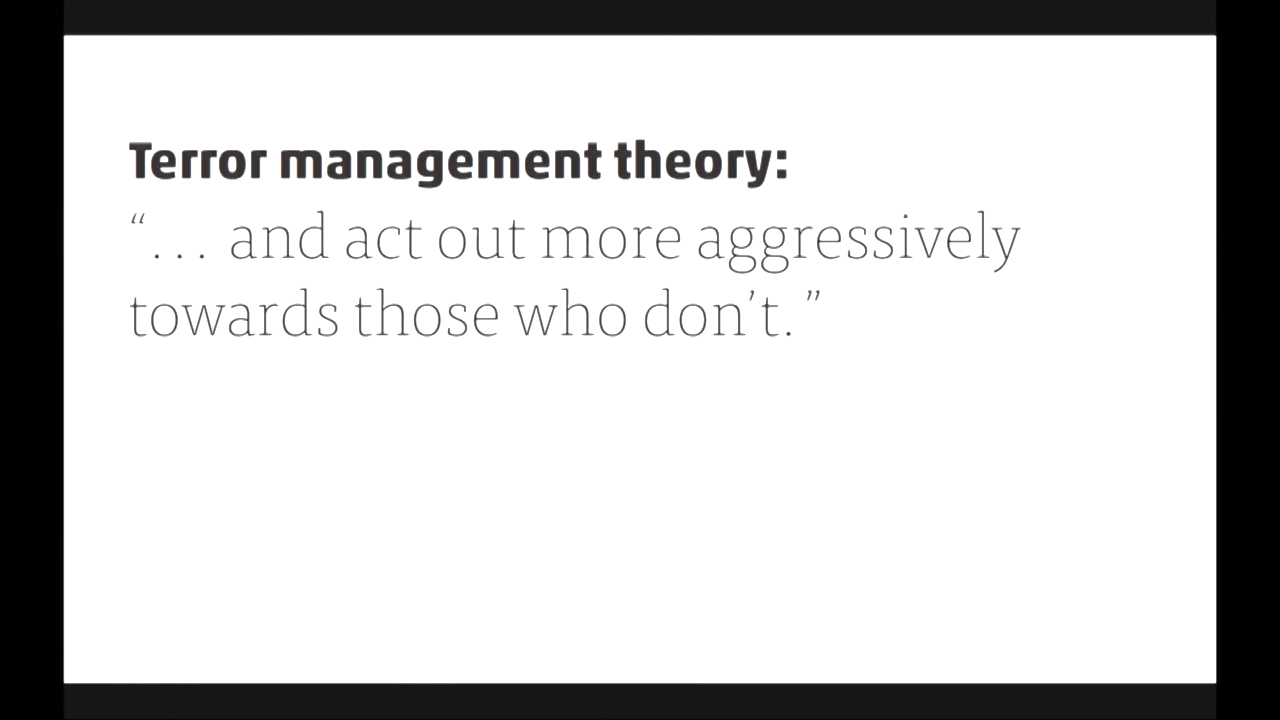 Terror management theory:
“... and act out more aggressively
towards those who don’t.”